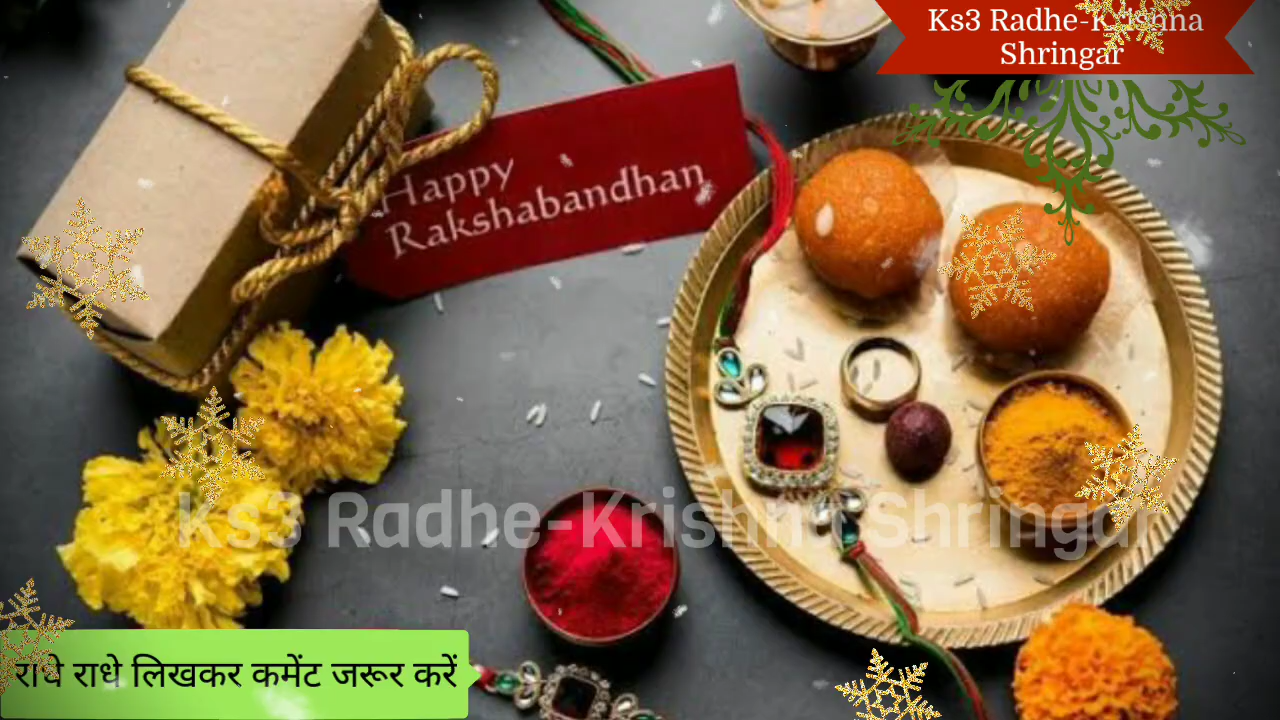 Ks3 Radhe-Krishna
Shringar
Happy
Rakshabandhan
Ks3 Radhe-Krishna Shringar
राधे राधे लिखकर कमेंट जरूर करें